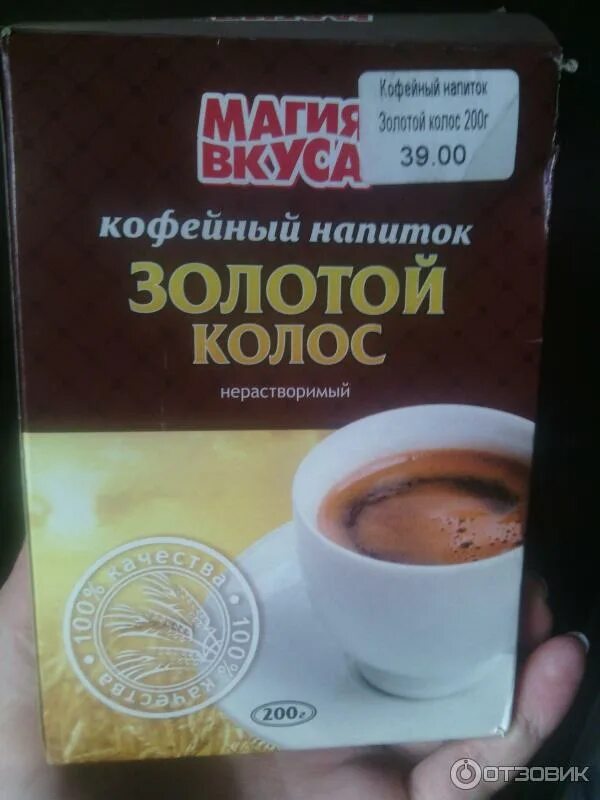 МАГИЯ
ВКУСА
Кофейный напиток
Золотой колос 200г
39.00
кофейный напиток
ЗОЛОТОЙ
КОЛОС
нерастворимый
100% качества
100% качества
200г
ОТЗОВИК